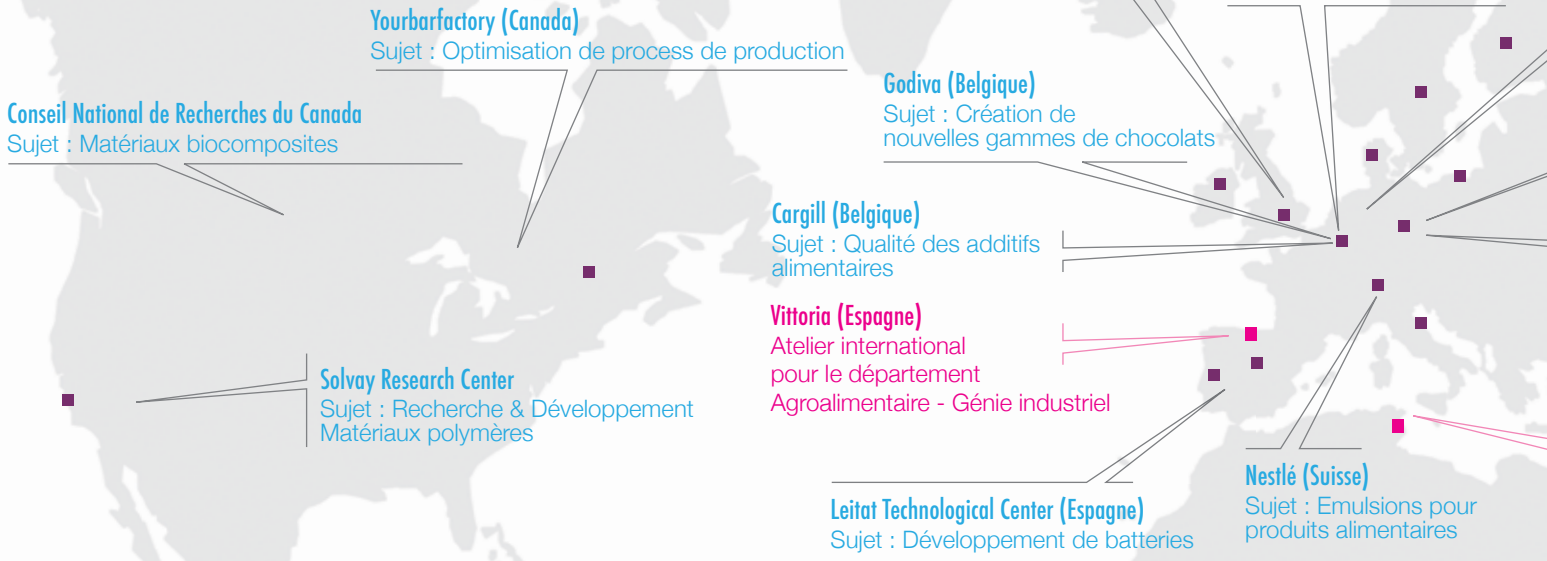 Yourbarfactory (Canada)
Sujet : Optimisation de process de production
Conseil National de Recherches du Canada
Sujet : Matériaux biocomposites
Godiva (Belgique)
Sujet : Création de
nouvelles gammes de chocolats
Cargill (Belgique)
Sujet : Qualité des additifs
alimentaires
Vittoria (Espagne)
Atelier international
pour le département
Agroalimentaire - Génie industriel
Solvay Research Center
Sujet : Recherche & Développement
Matériaux polymères
Leitat Technological Center (Espagne)
Sujet : Développement de batteries
Nestlé (Suisse)
Sujet : Emulsions pour
produits alimentaires